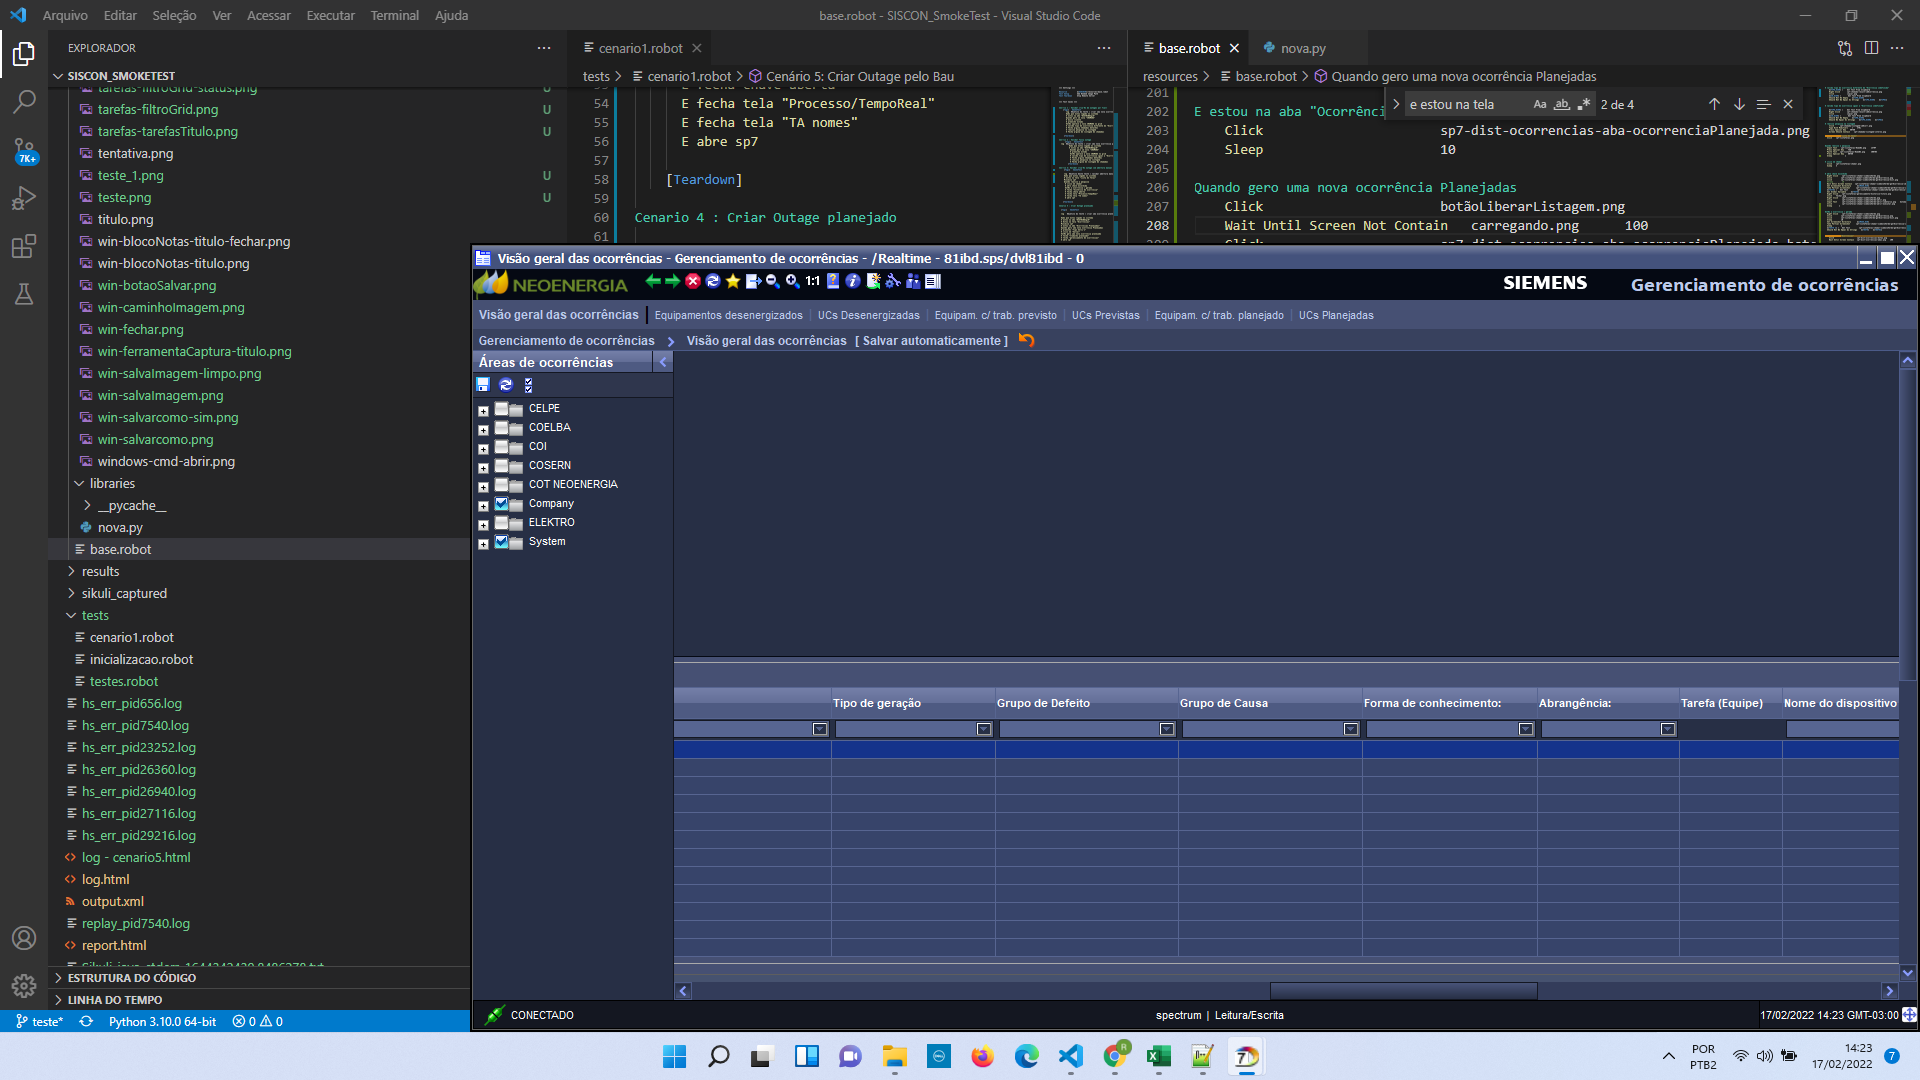 Arquivo Editar Seleção Ver Acessar Executar Terminal Ajuda
base.robot - SISCON_SmokeTest - Visual Studio Code
EXPLORADOR
SISCON_SMOKETEST
tarefas-filtroGrid-status.png U
tarefas-filtroGrid.png U
tarefas-tarefasTitulo.png U
tentativa.png
teste_1.png U
teste.png U
titulo.png
win-blocoNotas-titulo-fechar.png
win-blocoNotas-titulo.png
win-botaoSalvar.png
win-caminhoImagem.png
win-fechar.png
win-ferramentaCaptura-titulo.png
win-salvaImagem-limpo.png
win-salvaImagem.png
win-salvarcomo-sim.png
win-salvarcomo.png
windows-cmd-abrir.png
libraries
__pycache__
nova.py
base.robot
results
sikuli_captured
tests
cenario1.robot
inicializacao.robot
testes.robot
hs_err_pid656.log
hs_err_pid7540.log
hs_err_pid23252.log
hs_err_pid26360.log
hs_err_pid26940.log
hs_err_pid27116.log
hs_err_pid29216.log
log - cenario5.html
log.html
output.xml
replay_pid7540.log
report.html
ESTRUTURA DO CÓDIGO
LINHA DO TEMPO
7K+
teste* Python 3.10.0 64-bit 0 0
cenario1.robot
tests > cenario1.robot > Cenário 5: Criar Outage pelo Bau
53 E fecha chave aberta
54 E fecha tela "Processo/TempoReal"
55 E fecha tela "TA nomes"
56 E abre sp7
57
58 [Teardown]
59
60 Cenario 4 : Criar Outage planejado
61
base.robot nova.py
resources > base.robot > Quando gero uma nova ocorrência Planejadas
e estou na tela Aa ab 2 de 4
201
202 E estou na aba "Ocorrênci
203 Click sp7-dist-ocorrencias-aba-ocorrenciaPlanejada.png
204 Sleep 10
205
206 Quando gero uma nova ocorrência Planejadas
207 Click botãoLiberarListagem.png
208 Wait Until Screen Not Contain carregando.png 100
Visão geral das ocorrências - Gerenciamento de ocorrências - /Realtime - 81ibd.sps/dvl81ibd - 0
NEOENERGIA 1:1 SIEMENS Gerenciamento de ocorrências
Visão geral das ocorrências Equipamentos desenergizados UCs Desenergizadas Equipam. c/ trab. previsto UCs Previstas Equipam. c/ trab. planejado UCs Planejadas
Gerenciamento de ocorrências > Visão geral das ocorrências [ Salvar automaticamente ]
Áreas de ocorrências
CELPE
COELBA
COI
COSERN
COT NEOENERGIA
Company
ELEKTRO
System
Tipo de geração Grupo de Defeito Grupo de Causa Forma de conhecimento: Abrangência: Tarefa (Equipe) Nome do dispositivo
CONECTADO spectrum | Leitura/Escrita 17/02/2022 14:23 GMT-03:00
POR
PTB2
14:23
17/02/2022
7